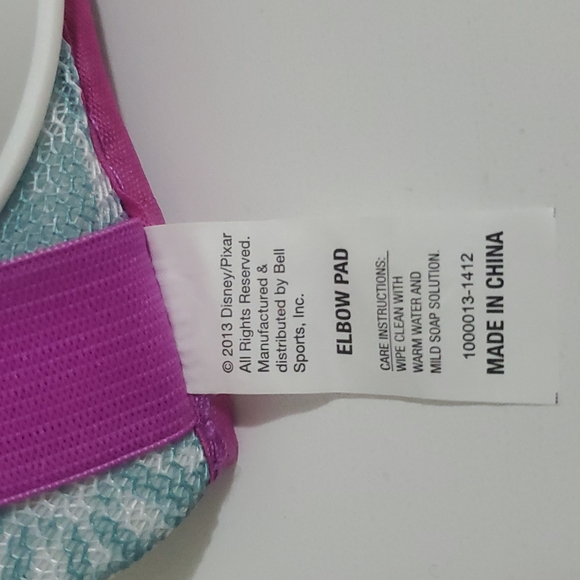 © 2013 Disney/Pixar
All Rights Reserved.
Manufactured &
distributed by Bell
Sports, Inc.
ELBOW PAD
CARE INSTRUCTIONS:
WIPE CLEAN WITH
WARM WATER AND
MILD SOAP SOLUTION.
1000013-1412
MADE IN CHINA